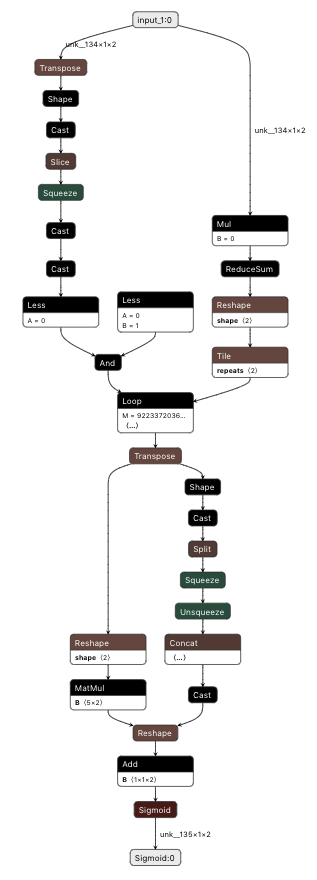 input_1:0
unk__134×1×2
Transpose
Shape
Cast
unk__134×1×2
Slice
Squeeze
Cast
Mul
B = 0
Cast
ReduceSum
Less
A = 0
Less
A = 0
B = 1
Reshape
shape ⟨2⟩
And
Tile
repeats ⟨2⟩
Loop
M = 9223372036…
⟨…⟩
Transpose
Shape
Cast
Split
Squeeze
Unsqueeze
Reshape
shape ⟨2⟩
Concat
⟨…⟩
MatMul
B ⟨5×2⟩
Cast
Reshape
Add
B ⟨1×1×2⟩
Sigmoid
unk__135×1×2
Sigmoid:0